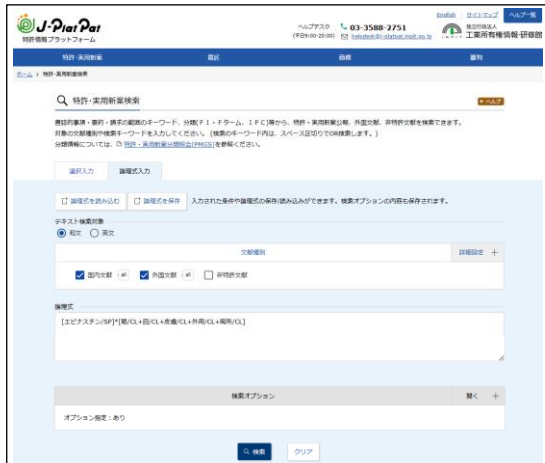 J-PlatPat
特許情報プラットフォーム
English サイトマップ ヘルプ一覧
ヘルプデスク 03-3588-2751
(平日9:00-20:00) helpdesk@j-platpat.inpit.go.jp
独立行政法人
工業所有権情報・研修館
特許・実用新案 意匠 商標 審判
ホーム > 特許・実用新案検索
特許・実用新案検索 ヘルプ
書誌的事項・要約・請求の範囲のキーワード、分類(FI・Fターム、IPC)等から、特許・実用新案公報、外国文献、非特許文献を検索できます。
対象の文献種別や検索キーワードを入力してください。(検索のキーワード内は、スペース区切りでOR検索します。)
分類情報については、特許・実用新案分類照会(PMGS)を参照ください。
選択入力 論理式入力
論理式を読み込む 論理式を保存 入力された条件や論理式の保存/読み込みができます。検索オプションの内容も保存されます。
テキスト検索対象
和文 英文
文献種別 詳細設定 +
国内文献 all 外国文献 all 非特許文献
論理式
[エピナスチン/SP]*[眼/CL+目/CL+皮膚/CL+外用/CL+局所/CL]
検索オプション 開く +
オプション指定:あり
検索 クリア